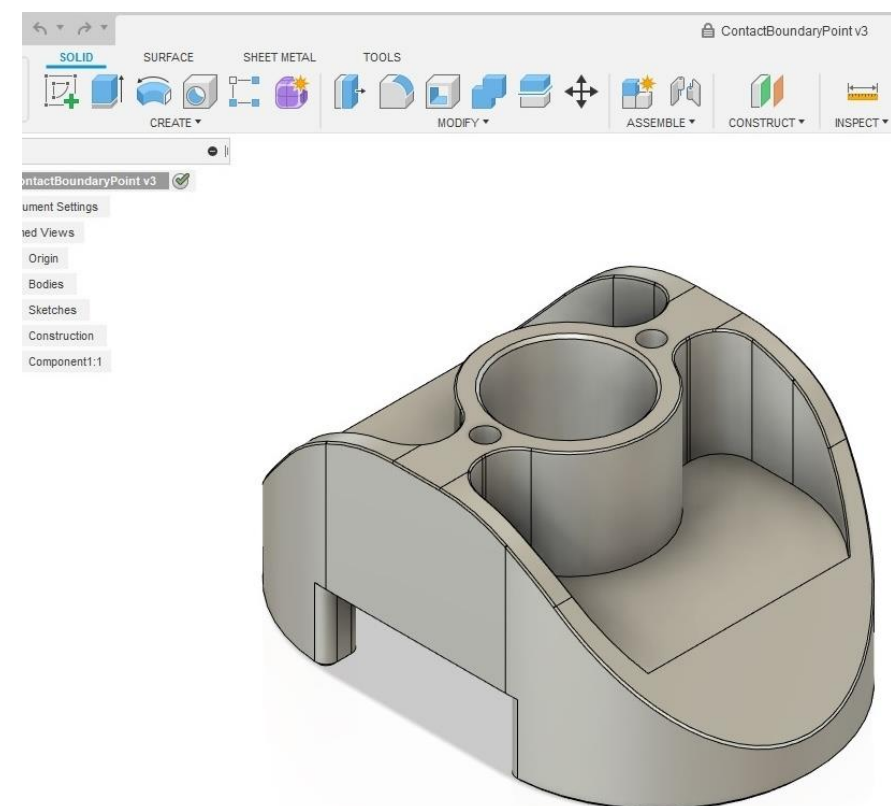 ContactBoundaryPoint v3
SOLID
SURFACE
SHEET METAL
TOOLS
CREATE
MODIFY
ASSEMBLE
CONSTRUCT
INSPECT
ontactBoundaryPoint v3
ument Settings
ned Views
Origin
Bodies
Sketches
Construction
Component1:1